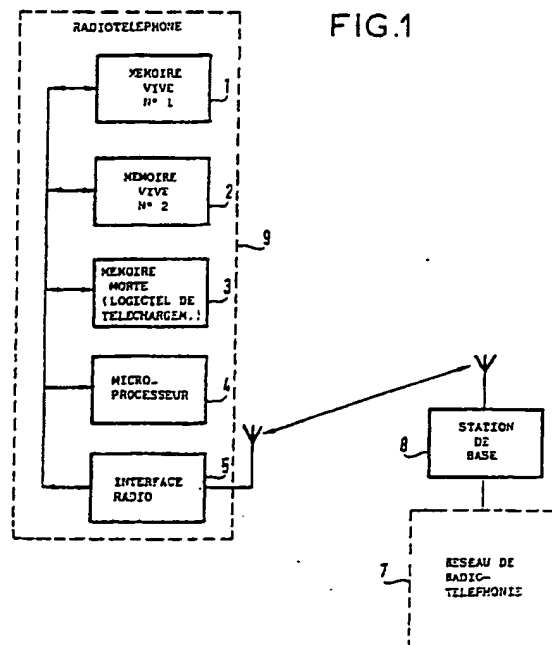 FIG.1
RADIOTELEPHONE
MEMOIRE
VIVE
N° 1
1
MEMOIRE
VIVE
N° 2
2
9
MEMOIRE
MORTE
(LOGICIEL DE
TELECHARGEM.)
3
MICRO-
PROCESSEUR
4
INTERFACE
RADIO
5
STATION
DE
BASE
8
RESEAU DE
RADIO-
TELEPHONIE
7